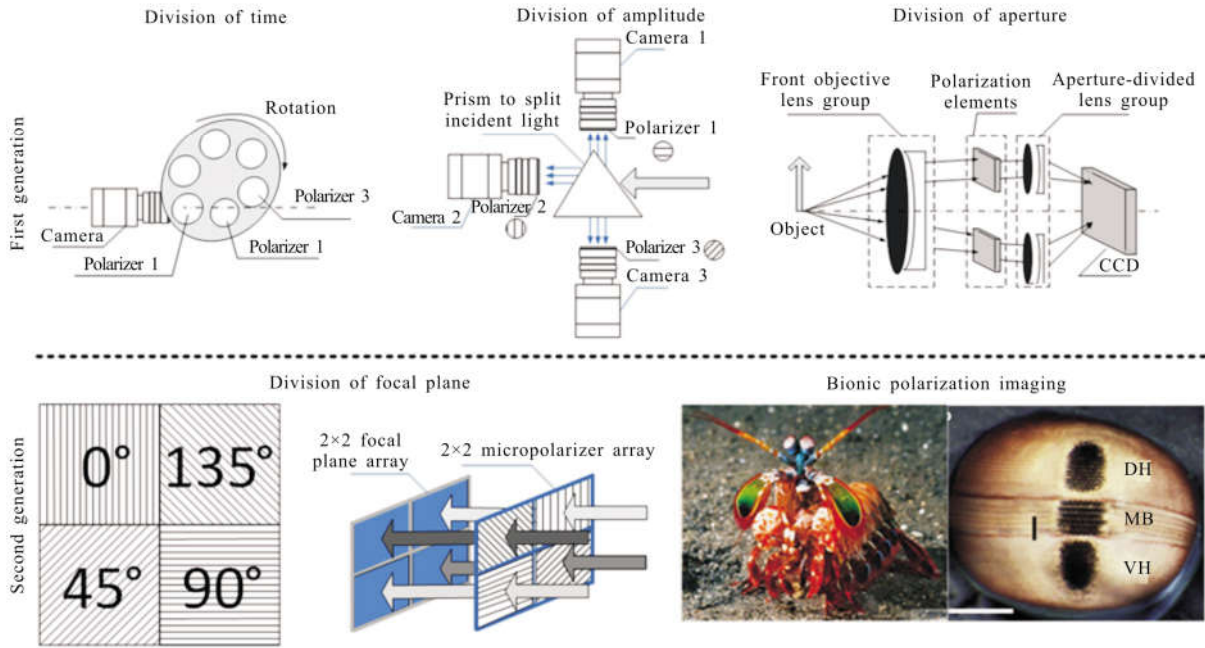 Division of time
Division of amplitude
Division of aperture
First generation
Rotation
Camera
Polarizer 1
Polarizer 1
Polarizer 3
Camera 1
Prism to split
incident light
Polarizer 1
Camera 2
Polarizer 2
Polarizer 3
Camera 3
Front objective
lens group
Polarization
elements
Aperture-divided
lens group
Object
CCD
Second generation
Division of focal plane
Bionic polarization imaging
0°
135°
45°
90°
2×2 focal
plane array
2×2 micropolarizer array
DH
MB
VH